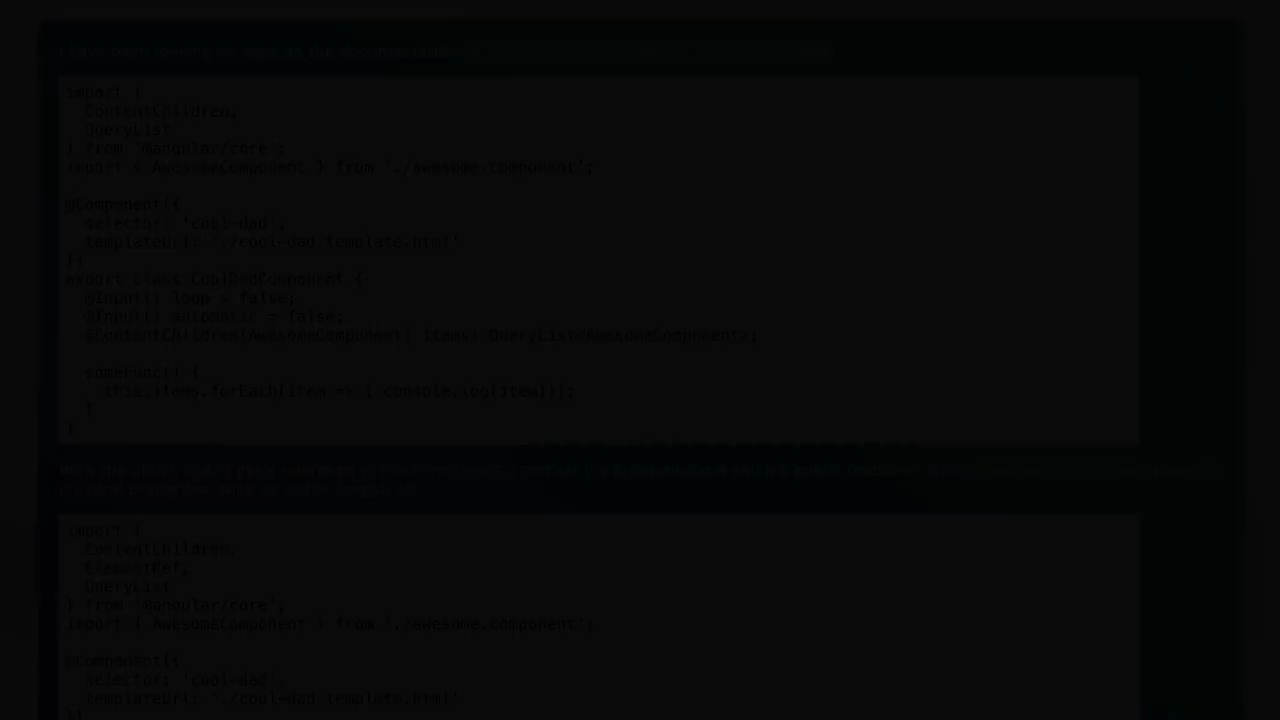 import {
  ContentChildren,
  QueryList
} from '@angular/core';
import { AwesomeComponent } from './awesome.component';
@Component({
  selector: 'cool-dad',
  templateUrl: './cool-dad.template.html'
})
export class CoolDadComponent {
  @Input() loop = false;
  @Input() automatic = false;
  @ContentChildren(AwesomeComponent) items: QueryList<AwesomeComponent>;
  someFunc() {
    this.items.forEach(item => { console.log(item)});
  }
}
import {
  ContentChildren,
  ElementRef,
  QueryList
} from '@angular/core';
import { AwesomeComponent } from './awesome.component';
@Component({
  selector: 'cool-dad',
  templateUrl: './cool-dad.template.html'
})